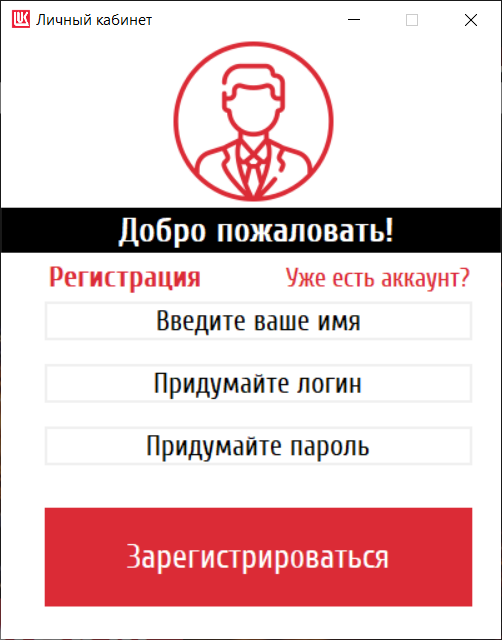 Личный кабинет
Добро пожаловать!
Регистрация Уже есть аккаунт?
Введите ваше имя
Придумайте логин
Придумайте пароль
Зарегистрироваться